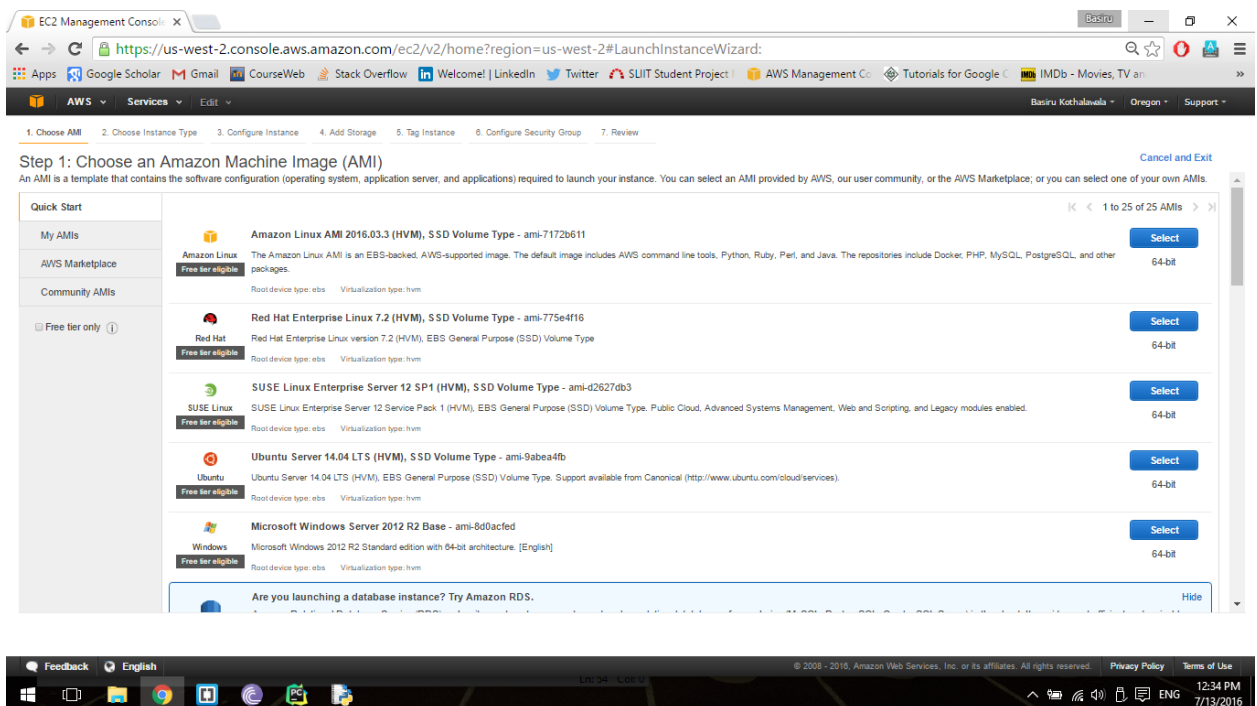 EC2 Management Console
Basiru
https://us-west-2.console.aws.amazon.com/ec2/v2/home?region=us-west-2#LaunchInstanceWizard:
Apps Google Scholar Gmail CourseWeb Stack Overflow Welcome! | LinkedIn Twitter SLIIT Student Project AWS Management Co Tutorials for Google C IMDb - Movies, TV an »
AWS Services Edit Basiru Kothalawala Oregon Support
1. Choose AMI 2. Choose Instance Type 3. Configure Instance 4. Add Storage 5. Tag Instance 6. Configure Security Group 7. Review
Step 1: Choose an Amazon Machine Image (AMI) Cancel and Exit
An AMI is a template that contains the software configuration (operating system, application server, and applications) required to launch your instance. You can select an AMI provided by AWS, our user community, or the AWS Marketplace; or you can select one of your own AMIs.
Quick Start
My AMIs
AWS Marketplace
Community AMIs
Free tier only
1 to 25 of 25 AMIs
Amazon Linux AMI 2016.03.3 (HVM), SSD Volume Type - ami-7172b611
Select
Amazon Linux
Free tier eligible
The Amazon Linux AMI is an EBS-backed, AWS-supported image. The default image includes AWS command line tools, Python, Ruby, Perl, and Java. The repositories include Docker, PHP, MySQL, PostgreSQL, and other
packages.
64-bit
Root device type: ebs Virtualization type: hvm
Red Hat Enterprise Linux 7.2 (HVM), SSD Volume Type - ami-775e4f16
Select
Red Hat
Free tier eligible
Red Hat Enterprise Linux version 7.2 (HVM), EBS General Purpose (SSD) Volume Type
64-bit
Root device type: ebs Virtualization type: hvm
SUSE Linux Enterprise Server 12 SP1 (HVM), SSD Volume Type - ami-d2627db3
Select
SUSE Linux
Free tier eligible
SUSE Linux Enterprise Server 12 Service Pack 1 (HVM), EBS General Purpose (SSD) Volume Type. Public Cloud, Advanced Systems Management, Web and Scripting, and Legacy modules enabled.
64-bit
Root device type: ebs Virtualization type: hvm
Ubuntu Server 14.04 LTS (HVM), SSD Volume Type - ami-9abea4fb
Select
Ubuntu
Free tier eligible
Ubuntu Server 14.04 LTS (HVM), EBS General Purpose (SSD) Volume Type. Support available from Canonical (http://www.ubuntu.com/cloud/services).
64-bit
Root device type: ebs Virtualization type: hvm
Microsoft Windows Server 2012 R2 Base - ami-8d0acfed
Select
Windows
Free tier eligible
Microsoft Windows 2012 R2 Standard edition with 64-bit architecture. [English]
64-bit
Root device type: ebs Virtualization type: hvm
Are you launching a database instance? Try Amazon RDS. Hide
Feedback English © 2008 - 2016, Amazon Web Services, Inc. or its affiliates. All rights reserved. Privacy Policy Terms of Use
ENG
12:34 PM
7/13/2016